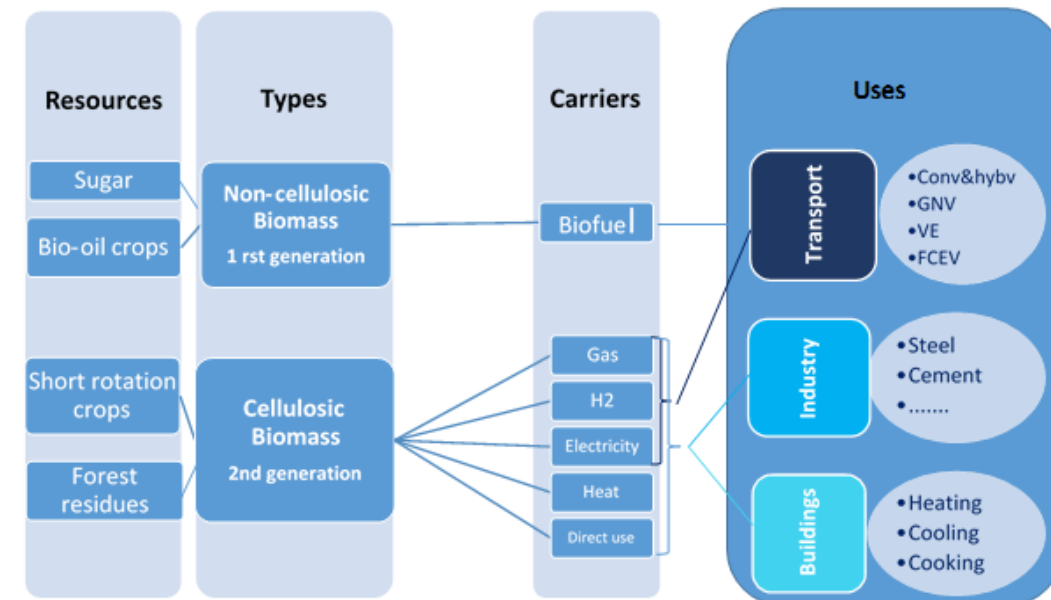 Resources
Types
Carriers
Uses
Sugar
Bio-oil crops
Short rotation
crops
Forest
residues
Non-cellulosic
Biomass
1 rst generation
Cellulosic
Biomass
2nd generation
Biofuel
Gas
H2
Electricity
Heat
Direct use
Transport
•Conv&hybv
•GNV
•VE
•FCEV
Industry
•Steel
•Cement
•.......
Buildings
•Heating
•Cooling
•Cooking